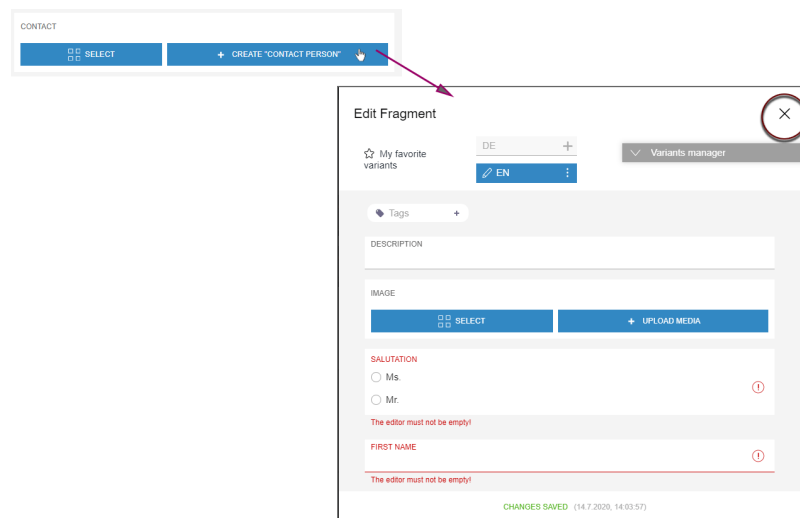 CONTACT
SELECT
+ CREATE "CONTACT PERSON"
Edit Fragment
My favorite
variants
DE
EN
Variants manager
Tags
DESCRIPTION
IMAGE
SELECT
+ UPLOAD MEDIA
SALUTATION
Ms.
Mr.
The editor must not be empty!
FIRST NAME
The editor must not be empty!
CHANGES SAVED (14.7.2020, 14:03:57)